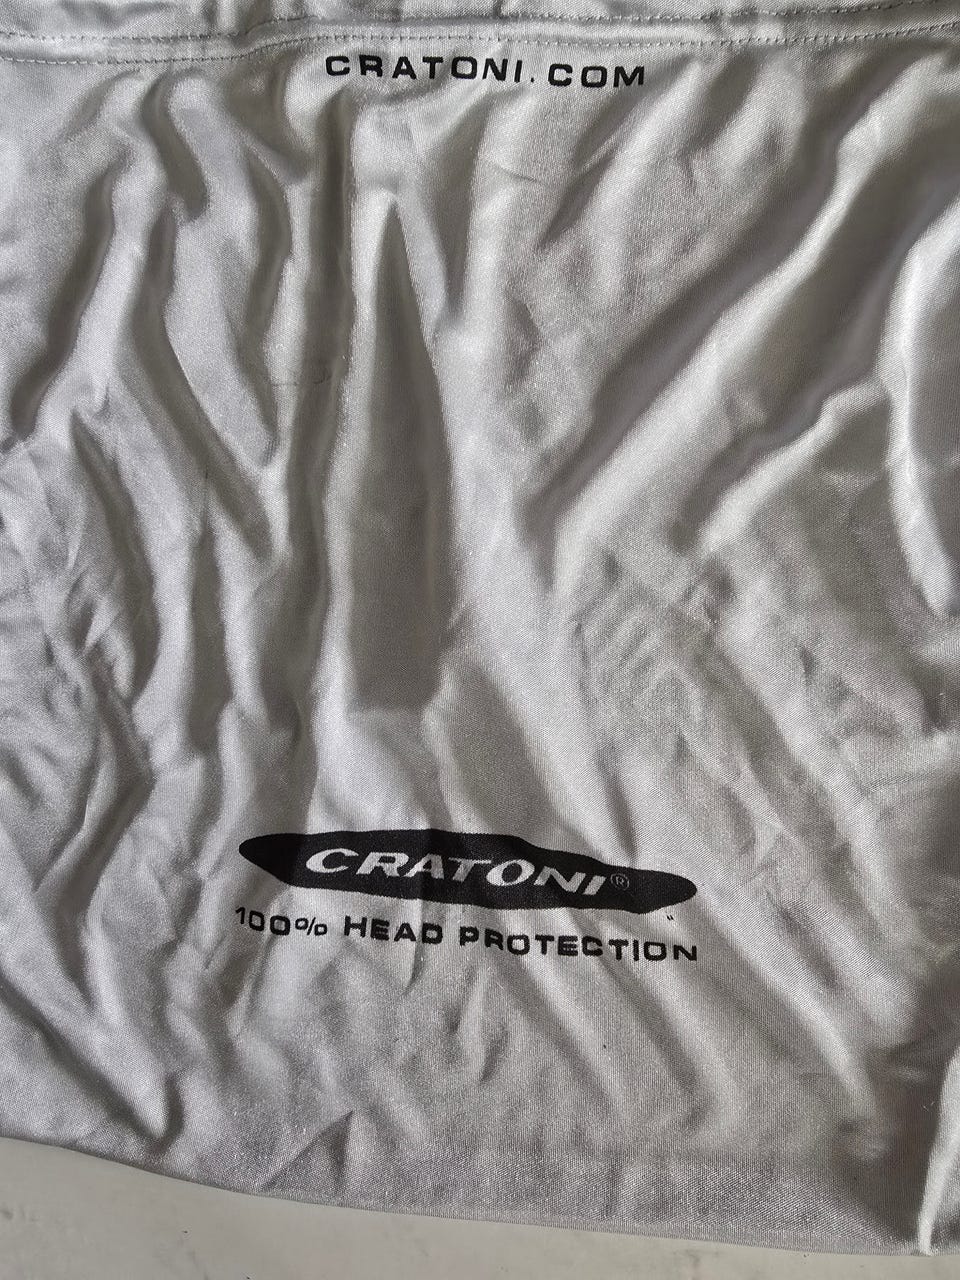 CRATONI.COM
CRATONI®
100% HEAD PROTECTION